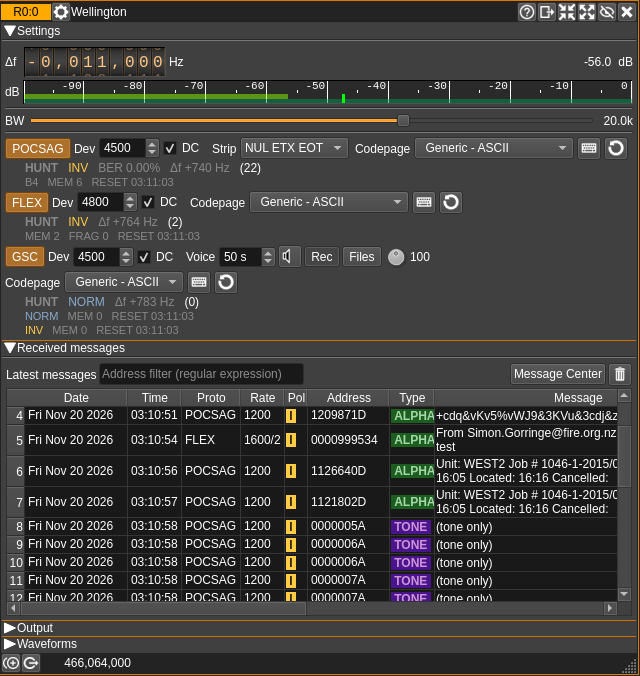 R0:0 Wellington
Settings
Δf -0,011,000 Hz -56.0 dB
dB -90 -80 -70 -60 -50 -40 -30 -20 -10 0
BW 20.0k
POCSAG Dev 4500 DC Strip NUL ETX EOT Codepage Generic - ASCII
HUNT INV BER 0.00% Δf +740 Hz (22)
B4 MEM 6 RESET 03:11:03
FLEX Dev 4800 DC Codepage Generic - ASCII
HUNT INV Δf +764 Hz (2)
MEM 2 FRAG 0 RESET 03:11:03
GSC Dev 4500 DC Voice 50 s Rec Files 100
Codepage Generic - ASCII
HUNT NORM Δf +783 Hz (0)
NORM MEM 0 RESET 03:11:03
INV MEM 0 RESET 03:11:03
Received messages
Latest messages Address filter (regular expression) Message Center
Date Time Proto Rate Pol Address Type Message
4 Fri Nov 20 2026 03:10:51 POCSAG 1200 I 1209871D ALPHA +cdq&vKv5%vWJ9&3KVu&3cdj&z
5 Fri Nov 20 2026 03:10:54 FLEX 1600/2 I 0000999534 ALPHA From Simon.Gorringe@fire.org.nz
test
6 Fri Nov 20 2026 03:10:56 POCSAG 1200 I 1126640D ALPHA Unit: WEST2 Job # 1046-1-2015/0
16:05 Located: 16:16 Cancelled:
7 Fri Nov 20 2026 03:10:57 POCSAG 1200 I 1121802D ALPHA Unit: WEST2 Job # 1046-1-2015/0
16:05 Located: 16:16 Cancelled:
8 Fri Nov 20 2026 03:10:58 POCSAG 1200 I 0000005A TONE (tone only)
9 Fri Nov 20 2026 03:10:58 POCSAG 1200 I 0000006A TONE (tone only)
10 Fri Nov 20 2026 03:10:58 POCSAG 1200 I 0000006A TONE (tone only)
11 Fri Nov 20 2026 03:10:58 POCSAG 1200 I 0000007A TONE (tone only)
12 Fri Nov 20 2026 03:10:58 POCSAG 1200 I 0000007A TONE (tone only)
Output
Waveforms
466,064,000